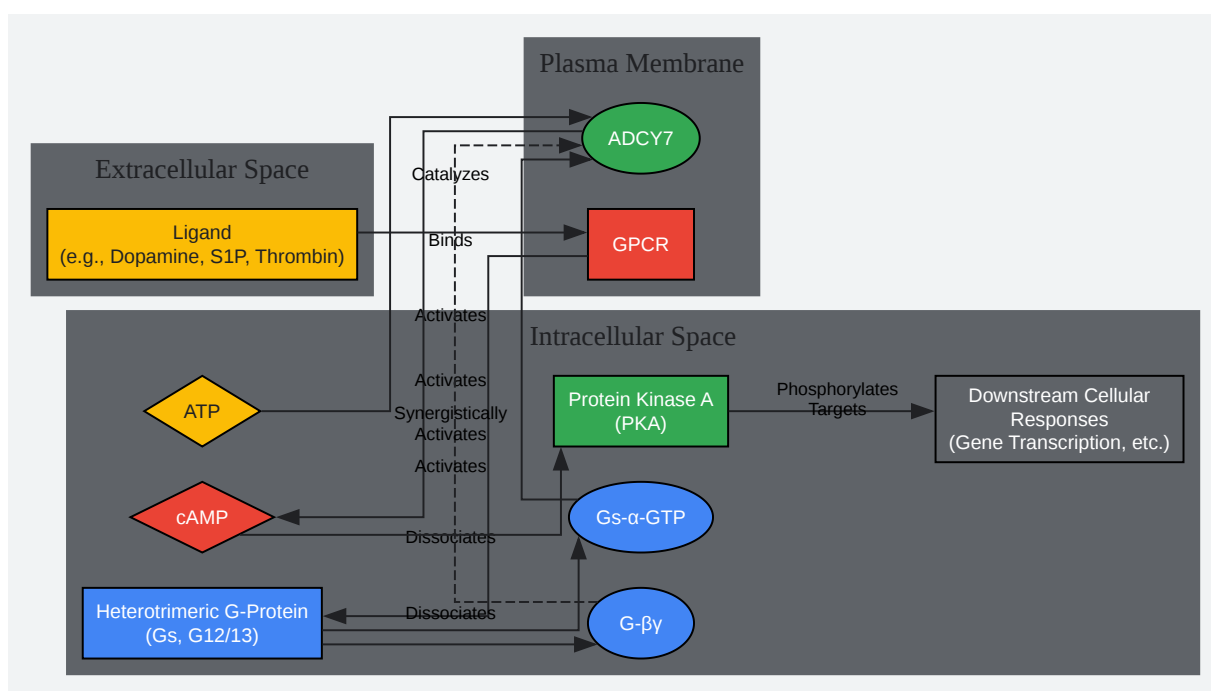 Plasma Membrane
ADCY7
Extracellular Space
Catalyzes
Ligand
(e.g., Dopamine, S1P, Thrombin)
Binds
GPCR
Activates
Intracellular Space
Activates
Synergistically
Activates
Activates
ATP
Protein Kinase A
(PKA)
Phosphorylates
Targets
Downstream Cellular
Responses
(Gene Transcription, etc.)
cAMP
Gs-α-GTP
Dissociates
Heterotrimeric G-Protein
(Gs, G12/13)
Dissociates
G-βγ